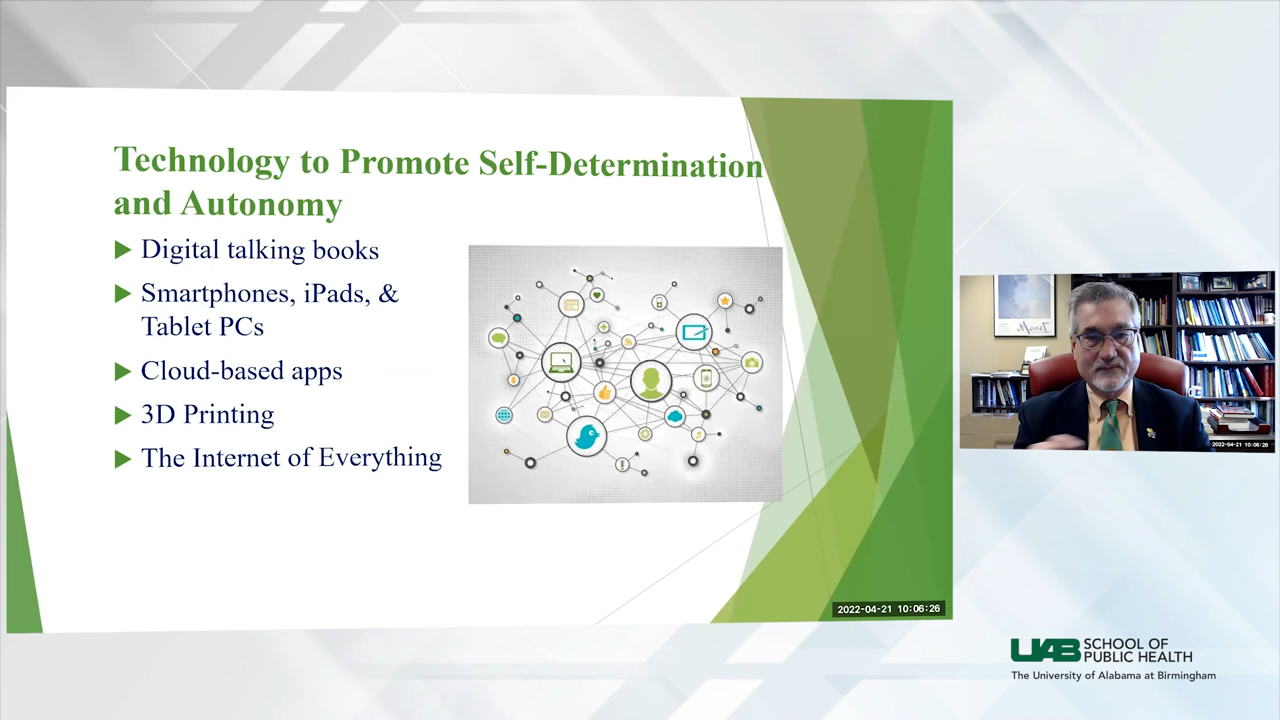 Technology to Promote Self-Determination
and Autonomy
Digital talking books
Smartphones, iPads, &
Tablet PCs
Cloud-based apps
3D Printing
The Internet of Everything
2022-04-21 10:06:26
Monet
2022-04-21 10:06:26
UAB SCHOOL OF
PUBLIC HEALTH
The University of Alabama at Birmingham